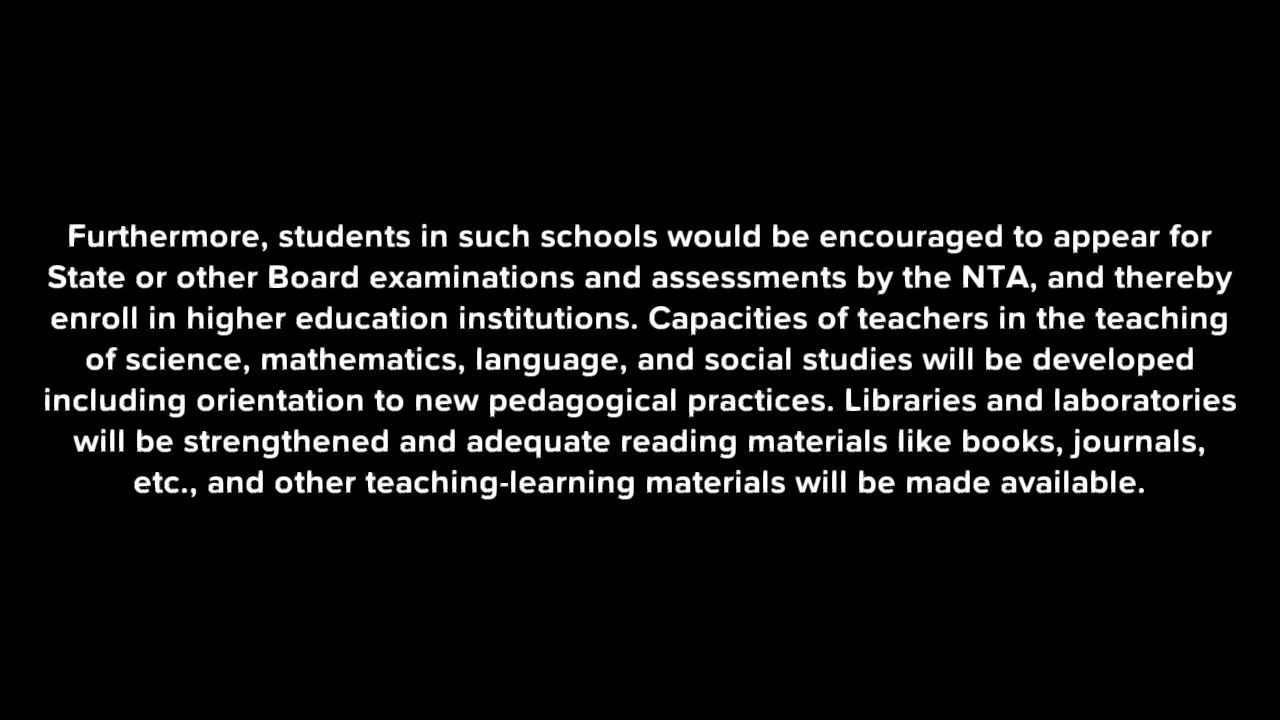 Furthermore, students in such schools would be encouraged to appear for
State or other Board examinations and assessments by the NTA, and thereby
enroll in higher education institutions. Capacities of teachers in the teaching
of science, mathematics, language, and social studies will be developed
including orientation to new pedagogical practices. Libraries and laboratories
will be strengthened and adequate reading materials like books, journals,
etc., and other teaching-learning materials will be made available.